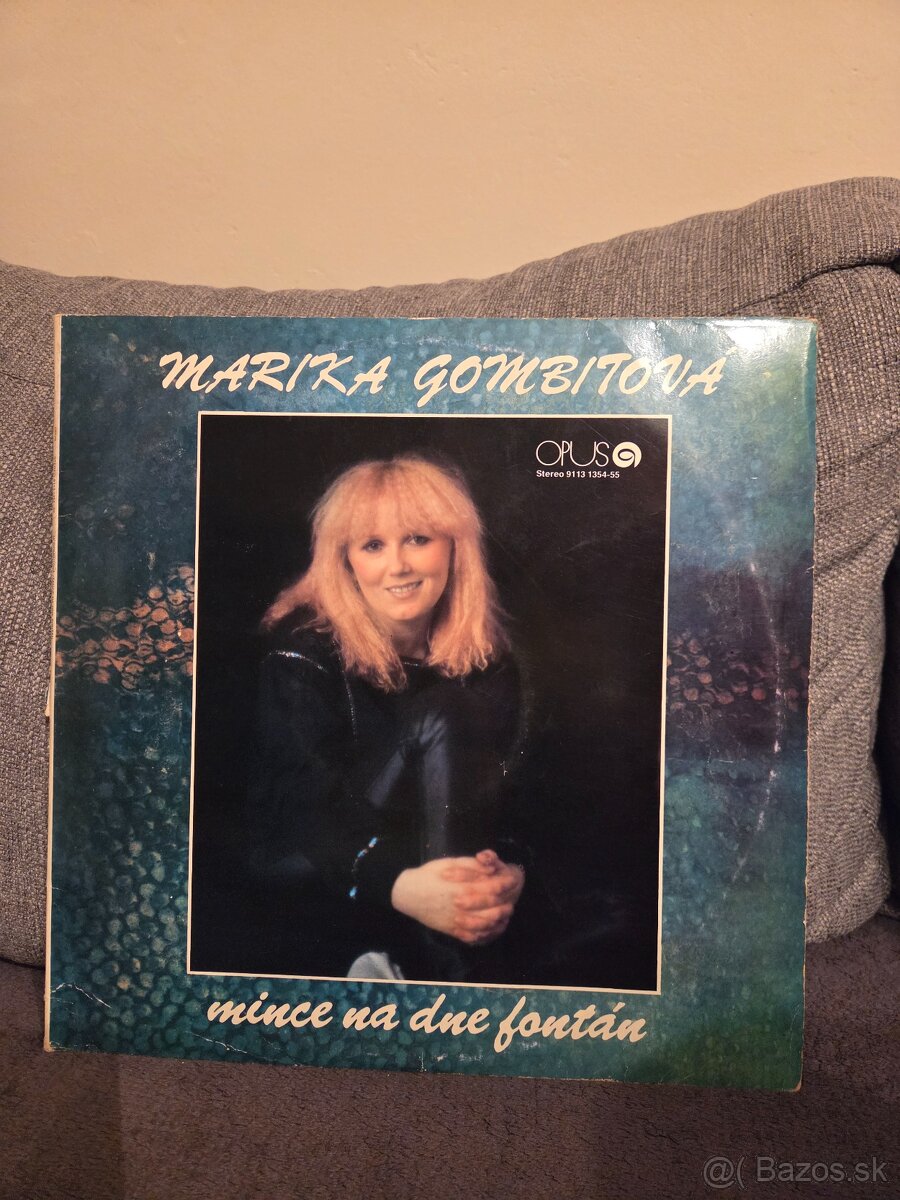 MARIKA GOMBITOVÁ
OPUS
Stereo 9113 1354-55
mince na dne fontán
@( Bazos.sk